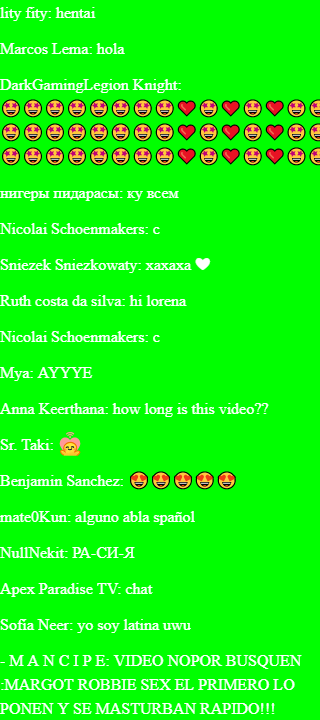 lity fity: hentai
Marcos Lema: hola
DarkGamingLegion Knight:
🤩🤩🤩🤩🤩🤩🤩🤩❤️🤩❤️🤩❤️🤩🤩
🤩🤩🤩🤩🤩🤩🤩🤩❤️🤩❤️🤩❤️🤩🤩
🤩🤩🤩🤩🤩🤩🤩🤩❤️🤩❤️🤩❤️🤩🤩
нигеры пидарасы: ку всем
Nicolai Schoenmakers: c
Sniezek Sniezkowaty: xaxaxa 🤍
Ruth costa da silva: hi lorena
Nicolai Schoenmakers: c
Mya: AYYYE
Anna Keerthana: how long is this video??
Sr. Taki:
Benjamin Sanchez: 😍😍😍😍😍
mate0Kun: alguno abla spañol
NullNekit: РА-СИ-Я
Apex Paradise TV: chat
Sofia Neer: yo soy latina uwu
- M A N C I P E: VIDEO NOPOR BUSQUEN
:MARGOT ROBBIE SEX EL PRIMERO LO
PONEN Y SE MASTURBAN RAPIDO!!!